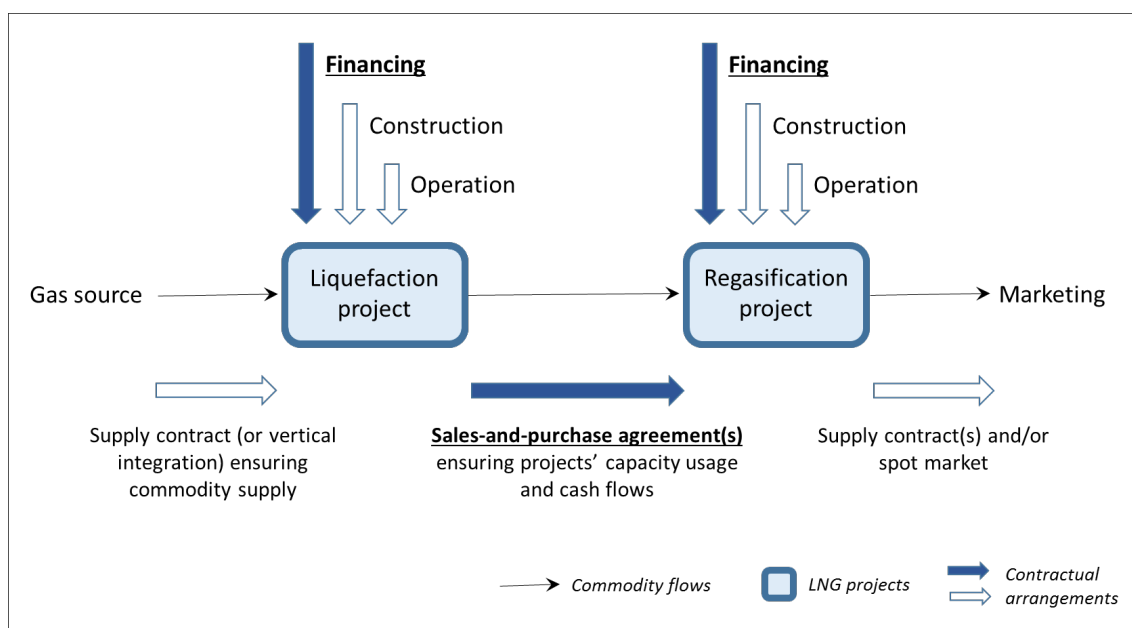 Financing
Construction
Operation
Financing
Construction
Operation
Gas source
Liquefaction
project
Regasification
project
Marketing
Supply contract (or vertical
integration) ensuring
commodity supply
Sales-and-purchase agreement(s)
ensuring projects’ capacity usage
and cash flows
Supply contract(s) and/or
spot market
Commodity flows
LNG projects
Contractual
arrangements